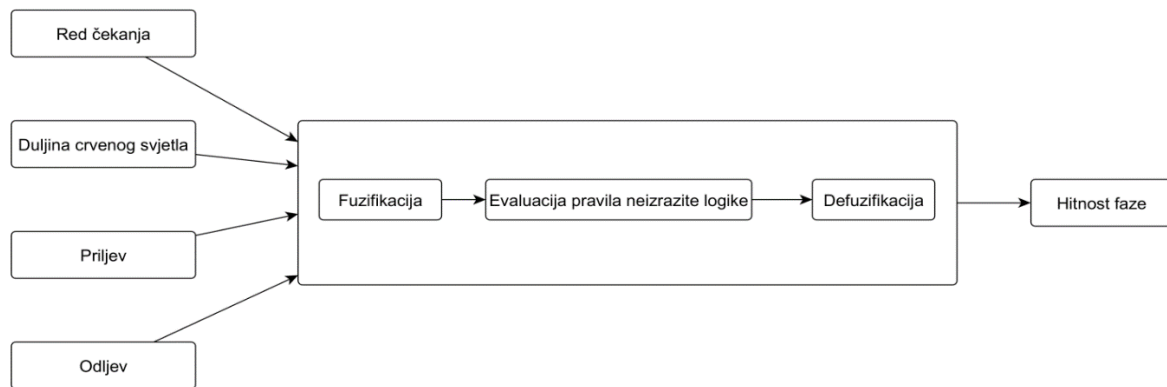 Red čekanja
Duljina crvenog svjetla
Priljev
Odljev
Fuzifikacija
Evaluacija pravila neizrazite logike
Defuzifikacija
Hitnost faze